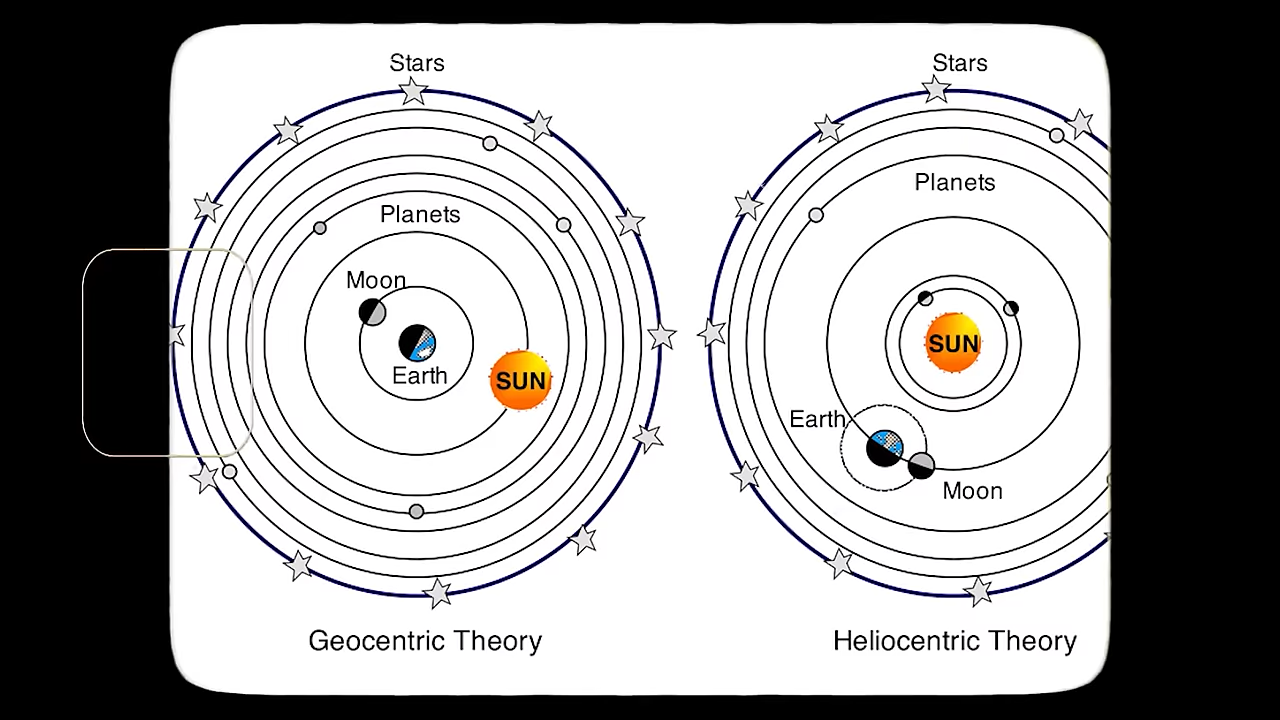 Stars
Planets
Moon
Earth
SUN
Geocentric Theory
Stars
Planets
SUN
Earth
Moon
Heliocentric Theory